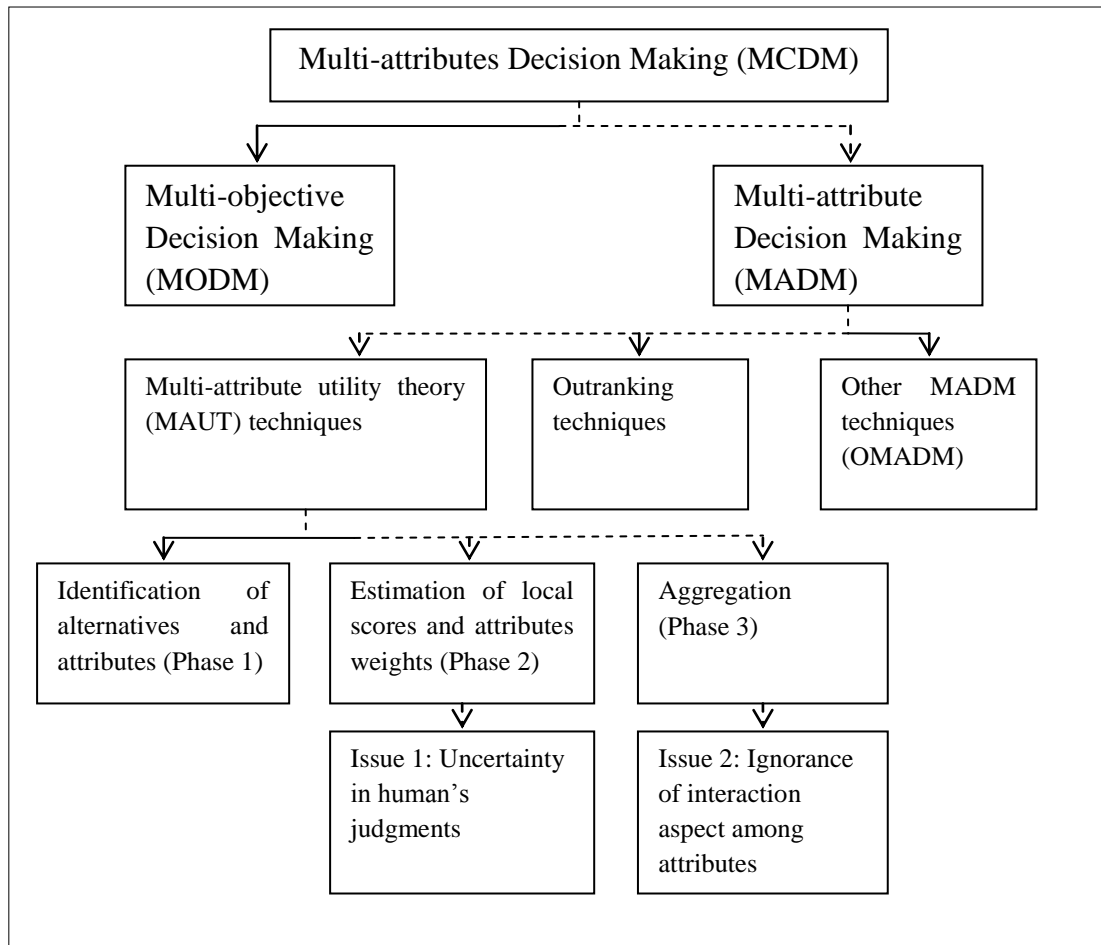 Multi-attributes Decision Making (MCDM)
Multi-objective
Decision Making
(MODM)
Multi-attribute
Decision Making
(MADM)
Multi-attribute utility theory
(MAUT) techniques
Outranking
techniques
Other MADM
techniques
(OMADM)
Identification of
alternatives and
attributes (Phase 1)
Estimation of local
scores and attributes
weights (Phase 2)
Aggregation
(Phase 3)
Issue 1: Uncertainty
in human’s
judgments
Issue 2: Ignorance
of interaction
aspect among
attributes